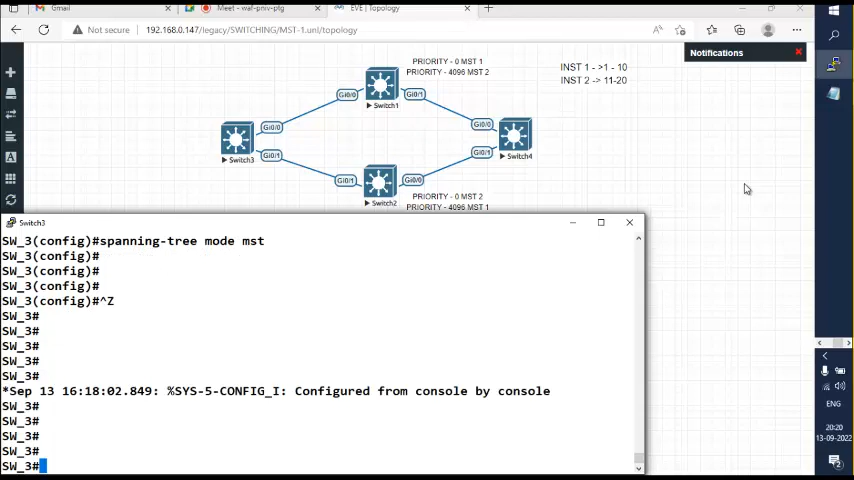 Gmail
Meet - waf-pniv-ptg
EVE | Topology
Not secure
192.168.0.147/legacy/SWITCHING/MST-1.unl/topology
Notifications
PRIORITY - 0 MST 1
PRIORITY - 4096 MST 2
INST 1 - >1 - 10
INST 2 -> 11-20
Gi0/0
Gi0/1
Switch1
Gi0/0
Gi0/0
Switch3
Switch4
Gi0/1
Gi0/1
Gi0/1
Gi0/0
Switch2
PRIORITY - 0 MST 2
PRIORITY - 4096 MST 1
Switch3
SW_3(config)#spanning-tree mode mst
SW_3(config)#
SW_3(config)#
SW_3(config)#
SW_3(config)#^Z
SW_3#
SW_3#
SW_3#
SW_3#
SW_3#
*Sep 13 16:18:02.849: %SYS-5-CONFIG_I: Configured from console by console
SW_3#
SW_3#
SW_3#
SW_3#
SW_3#
ENG
20:20
13-09-2022
2